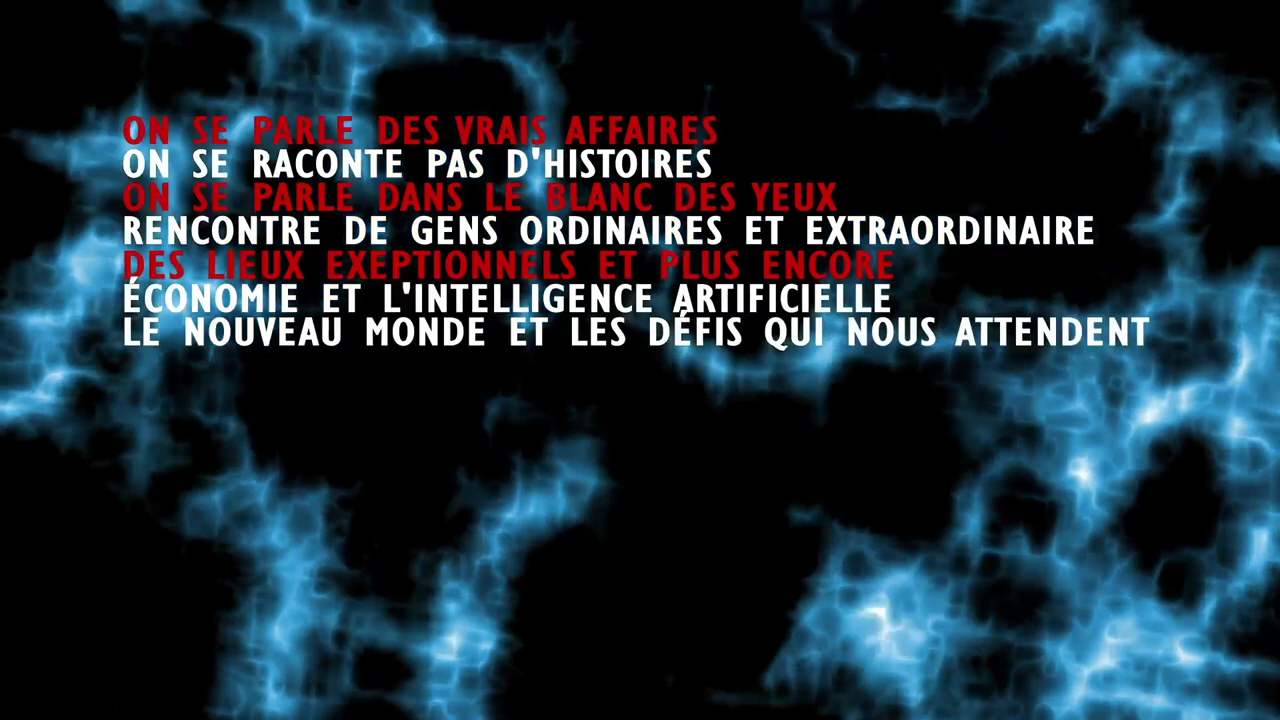 ON SE PARLE DES VRAIS AFFAIRES
ON SE RACONTE PAS D'HISTOIRES
ON SE PARLE DANS LE BLANC DES YEUX
RENCONTRE DE GENS ORDINAIRES ET EXTRAORDINAIRE
DES LIEUX EXEPTIONNELS ET PLUS ENCORE
ÉCONOMIE ET L'INTELLIGENCE ARTIFICIELLE
LE NOUVEAU MONDE ET LES DÉFIS QUI NOUS ATTENDENT